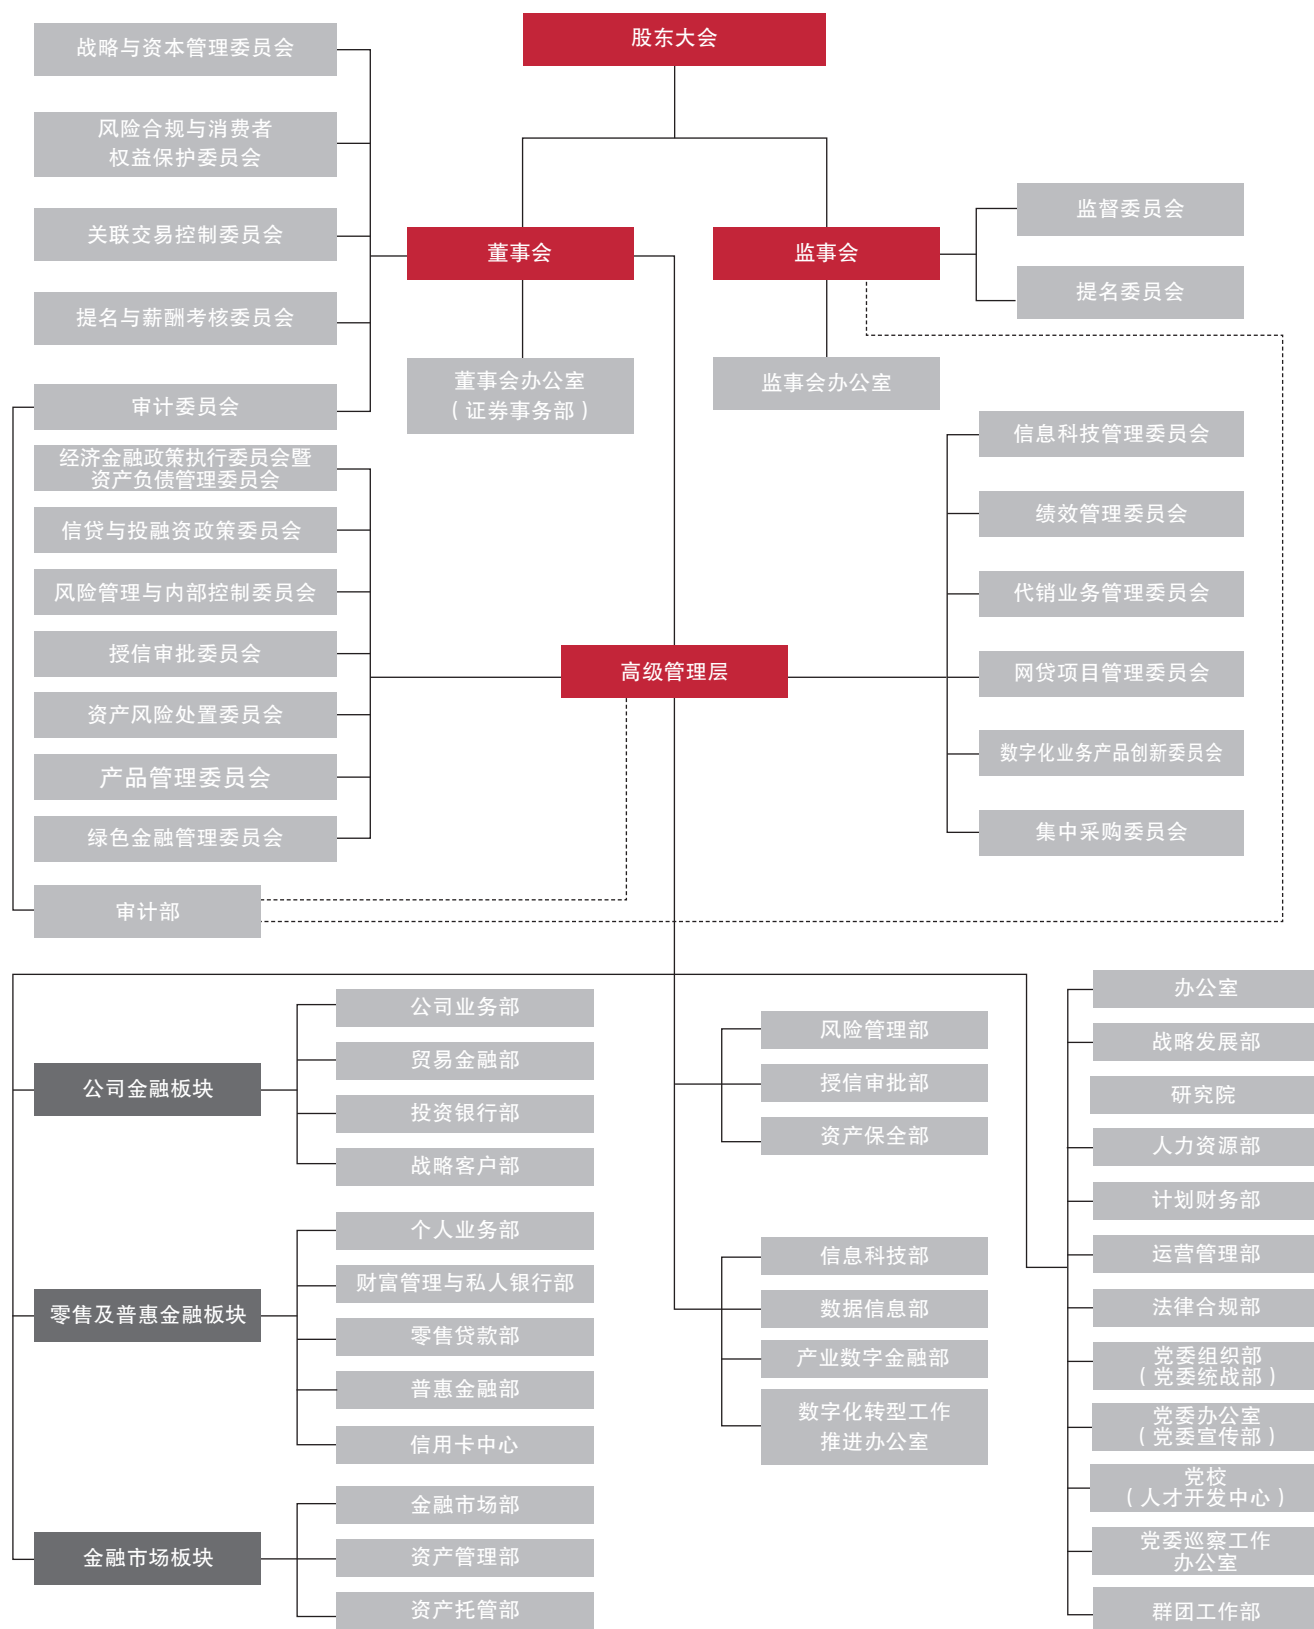 股东大会
战略与资本管理委员会
风险合规与消费者
权益保护委员会
关联交易控制委员会
提名与薪酬考核委员会
审计委员会
董事会
监事会
监督委员会
提名委员会
董事会办公室
（证券事务部）
监事会办公室
经济金融政策执行委员会暨
资产负债管理委员会
信贷与投融资政策委员会
风险管理与内部控制委员会
授信审批委员会
资产风险处置委员会
产品管理委员会
绿色金融管理委员会
高级管理层
信息科技管理委员会
绩效管理委员会
代销业务管理委员会
网贷项目管理委员会
数字化业务产品创新委员会
集中采购委员会
审计部
公司金融板块
公司业务部
贸易金融部
投资银行部
战略客户部
零售及普惠金融板块
个人业务部
财富管理与私人银行部
零售贷款部
普惠金融部
信用卡中心
金融市场板块
金融市场部
资产管理部
资产托管部
风险管理部
授信审批部
资产保全部
信息科技部
数据信息部
产业数字金融部
数字化转型工作
推进办公室
办公室
战略发展部
研究院
人力资源部
计划财务部
运营管理部
法律合规部
党委组织部
（党委统战部）
党委办公室
（党委宣传部）
党校
（人才开发中心）
党委巡察工作
办公室
群团工作部